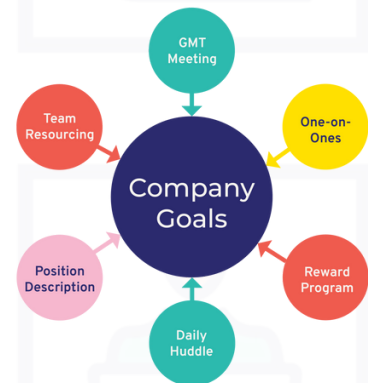 GMT
Meeting
Team
Resourcing
One-on-
Ones
Company
Goals
Position
Description
Reward
Program
Daily
Huddle